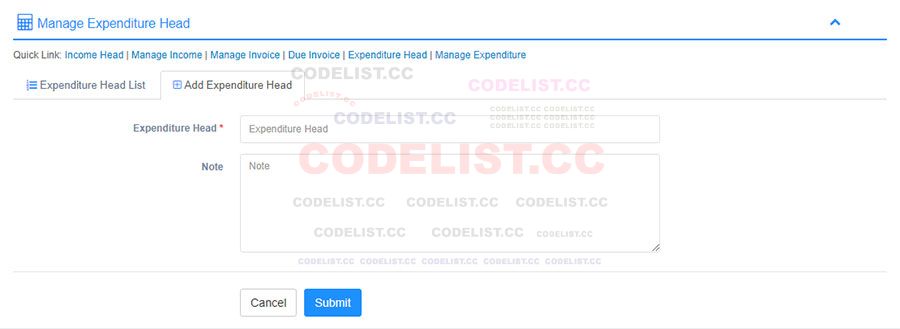 Manage Expenditure Head
Quick Link: Income Head | Manage Income | Manage Invoice | Due Invoice | Expenditure Head | Manage Expenditure
CODELIST.CC
Expenditure Head List
Add Expenditure Head
CODELIST.CC
CODELIST.CC
CODELIST.CC CODELIST.CC
CODELIST.CC
CODELIST.CC CODELIST.CC
CODELIST.CC CODELIST.CC
Expenditure Head *
Expenditure Head
CODELIST.CC
Note
Note
CODELIST.CC CODELIST.CC CODELIST.CC
CODELIST.CC CODELIST.CC CODELIST.CC
CODELIST.CC CODELIST.CC CODELIST.CC CODELIST.CC CODELIST.CC
Cancel
Submit